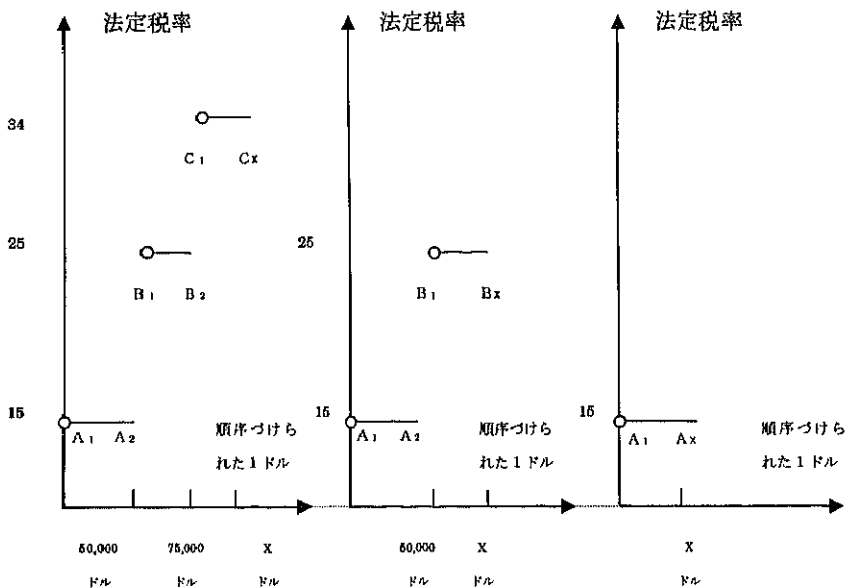 法定税率
34
C₁ Cx
25
B₁ B₂
15
A₁ A₂
順序づけら
れた1ドル
50,000
ドル
75,000
ドル
X
ドル
法定税率
25
B₁ Bx
15
A₁ A₂
順序づけら
れた1ドル
50,000
ドル
X
ドル
法定税率
15
A₁ Ax
順序づけら
れた1ドル
X
ドル